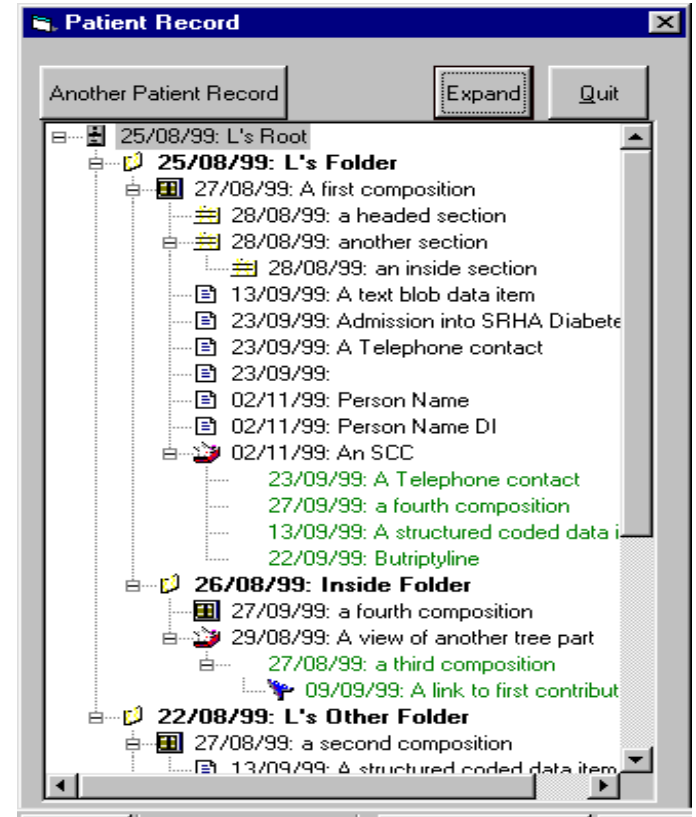 Patient Record
Another Patient Record Expand Quit
25/08/99: L's Root
25/08/99: L's Folder
27/08/99: A first composition
28/08/99: a headed section
28/08/99: another section
28/08/99: an inside section
13/09/99: A text blob data item
23/09/99: Admission into SRHA Diabete
23/09/99: A Telephone contact
23/09/99:
02/11/99: Person Name
02/11/99: Person Name DI
02/11/99: An SCC
23/09/99: A Telephone contact
27/09/99: a fourth composition
13/09/99: A structured coded data i
22/09/99: Butriptyline
26/08/99: Inside Folder
27/09/99: a fourth composition
29/08/99: A view of another tree part
27/08/99: a third composition
09/09/99: A link to first contribut
22/08/99: L's Other Folder
27/08/99: a second composition
13/09/99: A structured coded data item